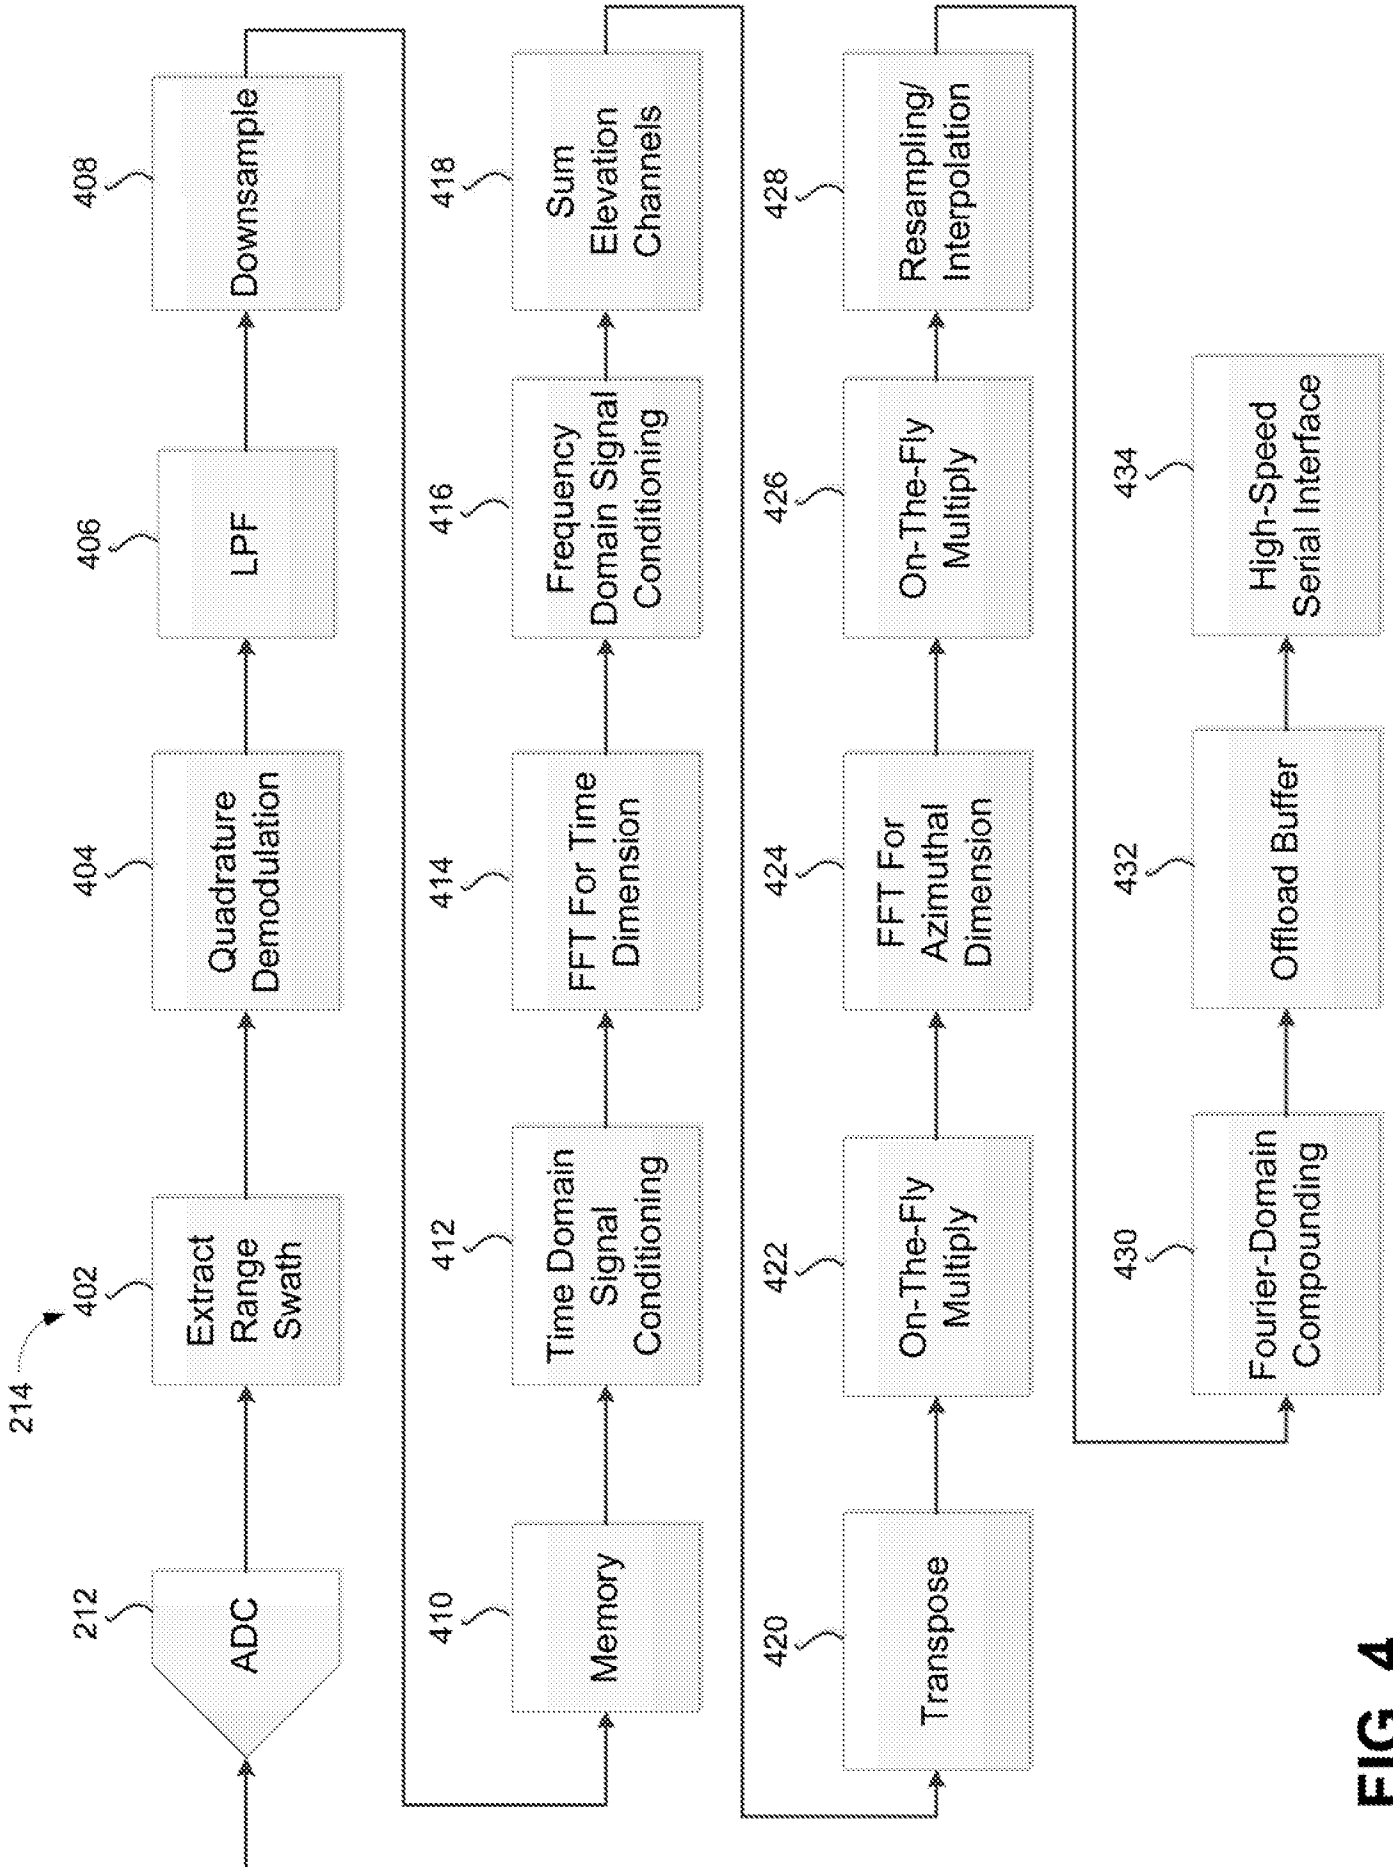 214
212
ADC
402
Extract
Range
Swath
404
Quadrature
Demodulation
406
LPF
408
Downsample
410
Memory
412
Time Domain
Signal
Conditioning
414
FFT For Time
Dimension
416
Frequency
Domain Signal
Conditioning
418
Sum
Elevation
Channels
420
Transpose
422
On-The-Fly
Multiply
424
FFT For
Azimuthal
Dimension
426
On-The-Fly
Multiply
428
Resampling/
Interpolation
430
Fourier-Domain
Compounding
432
Offload Buffer
434
High-Speed
Serial Interface
FIG. 4